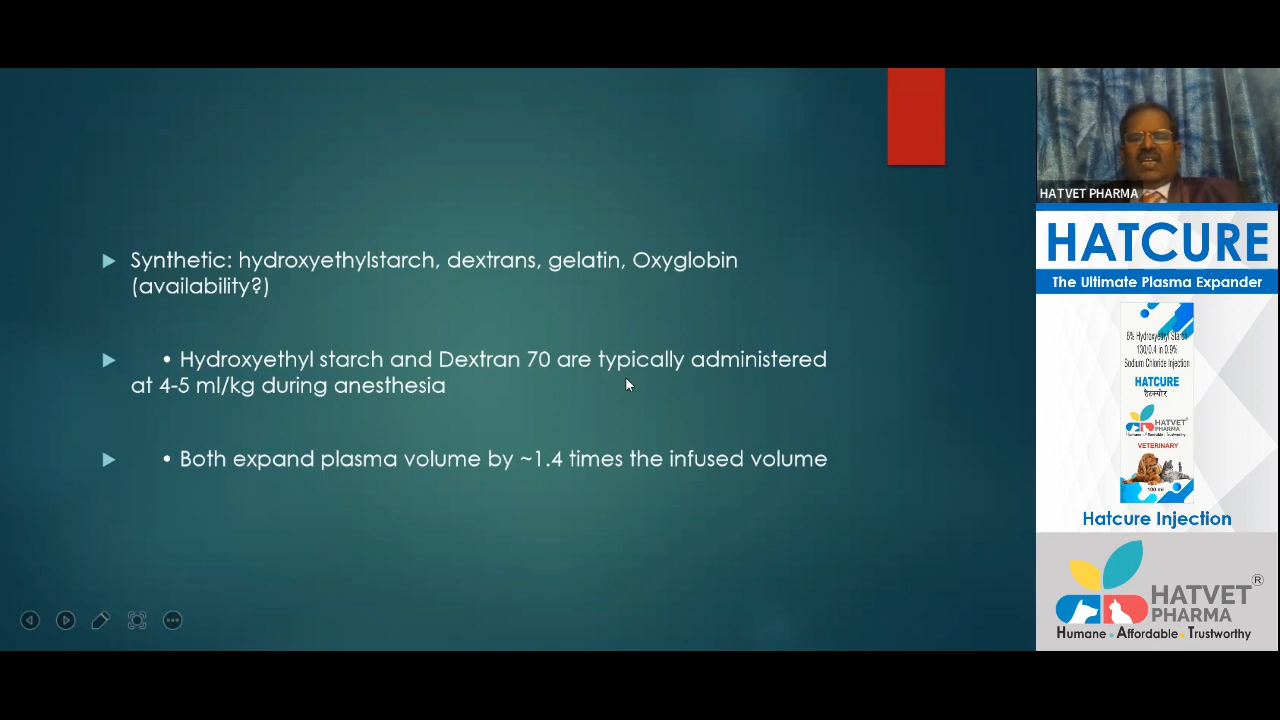 Synthetic: hydroxyethylstarch, dextrans, gelatin, Oxyglobin
(availability?)
• Hydroxyethyl starch and Dextran 70 are typically administered
at 4-5 ml/kg during anesthesia
• Both expand plasma volume by ~1.4 times the infused volume
HATVET PHARMA
HATCURE
The Ultimate Plasma Expander
6% Hydroxyethyl Starch
130/0.4 in 0.9%
Sodium Chloride Injection
HATCURE
हैटक्योर
HATVET
PHARMA
Humane • Affordable • Trustworthy
VETERINARY
100 ml
Hatcure Injection
HATVET ®
PHARMA
Humane • Affordable • Trustworthy